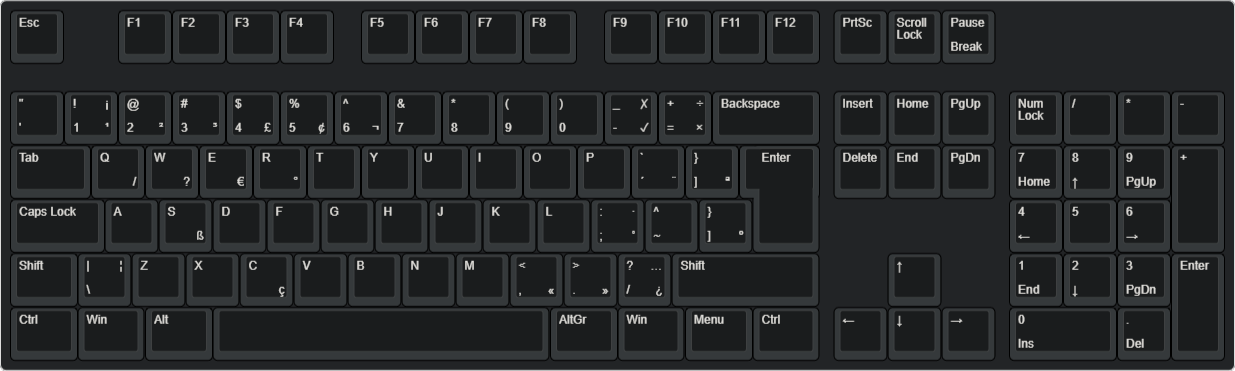 Esc F1 F2 F3 F4 F5 F6 F7 F8 F9 F10 F11 F12 PrtSc Scroll Lock Pause Break
" ! ¡ @ # $ % ^ & * ( ) _ ✗ + ÷ Backspace Insert Home PgUp Num Lock / * -
' 1 ¹ 2 ² 3 ³ 4 £ 5 ¢ 6 ¬ 7 8 9 0 - ✓ = ×
Tab Q W E R T Y U I O P ` } Enter Delete End PgDn 7 8 9 +
/ ? € ° ´ ¨ ] ª Home ↑ PgUp
Caps Lock A S D F G H J K L : ^ } 4 5 6
ß ; ~ ] º ← →
Shift | ¦ Z X C V B N M < > ? … Shift ↑ 1 2 3 Enter
\ ç , « . » / ¿ End ↓ PgDn
Ctrl Win Alt AltGr Win Menu Ctrl ← ↓ → 0 .
Ins Del